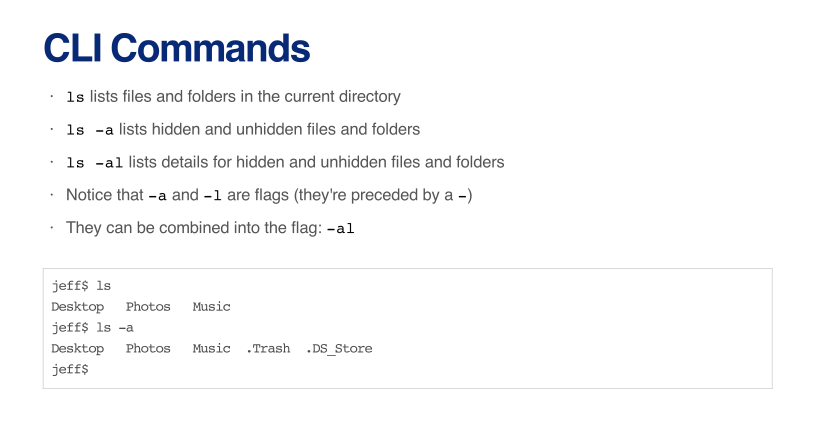 CLI Commands
· ls lists files and folders in the current directory
· ls -a lists hidden and unhidden files and folders
· ls -al lists details for hidden and unhidden files and folders
· Notice that -a and -l are flags (they're preceded by a -)
· They can be combined into the flag: -al
jeff$ ls
Desktop   Photos   Music
jeff$ ls -a
Desktop   Photos   Music  .Trash  .DS_Store
jeff$